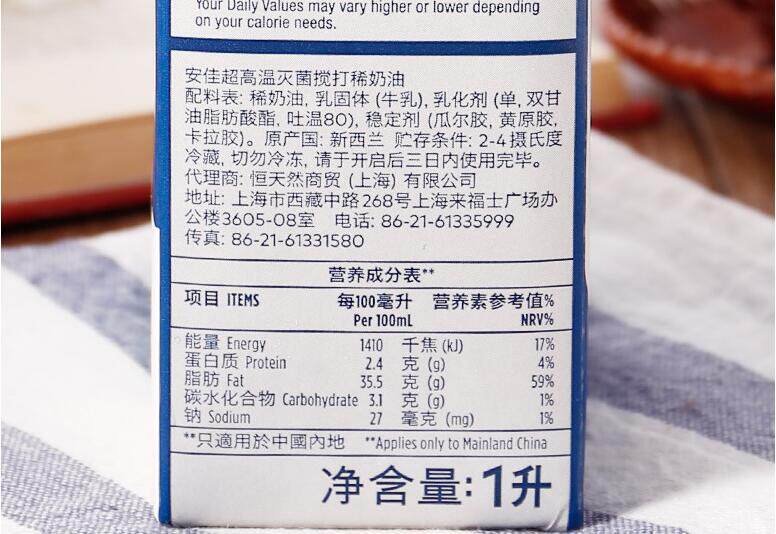 Your Daily Values may vary higher or lower depending
on your calorie needs.
安佳超高温灭菌搅打稀奶油
配料表: 稀奶油, 乳固体 (牛乳), 乳化剂 (单, 双甘
油脂肪酸酯, 吐温80), 稳定剂 (瓜尔胶, 黄原胶,
卡拉胶)。原产国: 新西兰 贮存条件: 2-4摄氏度
冷藏, 切勿冷冻, 请于开启后三日内使用完毕。
代理商: 恒天然商贸 (上海) 有限公司
地址: 上海市西藏中路268号上海来福士广场办
公楼3605-08室 电话: 86-21-61335999
传真: 86-21-61331580
营养成分表**
项目 ITEMS 每100毫升 营养素参考值%
Per 100mL NRV%
能量 Energy 1410 千焦 (kJ) 17%
蛋白质 Protein 2.4 克 (g) 4%
脂肪 Fat 35.5 克 (g) 59%
碳水化合物 Carbohydrate 3.1 克 (g) 1%
钠 Sodium 27 毫克 (mg) 1%
**只適用於中國內地 **Applies only to Mainland China
净含量:1升